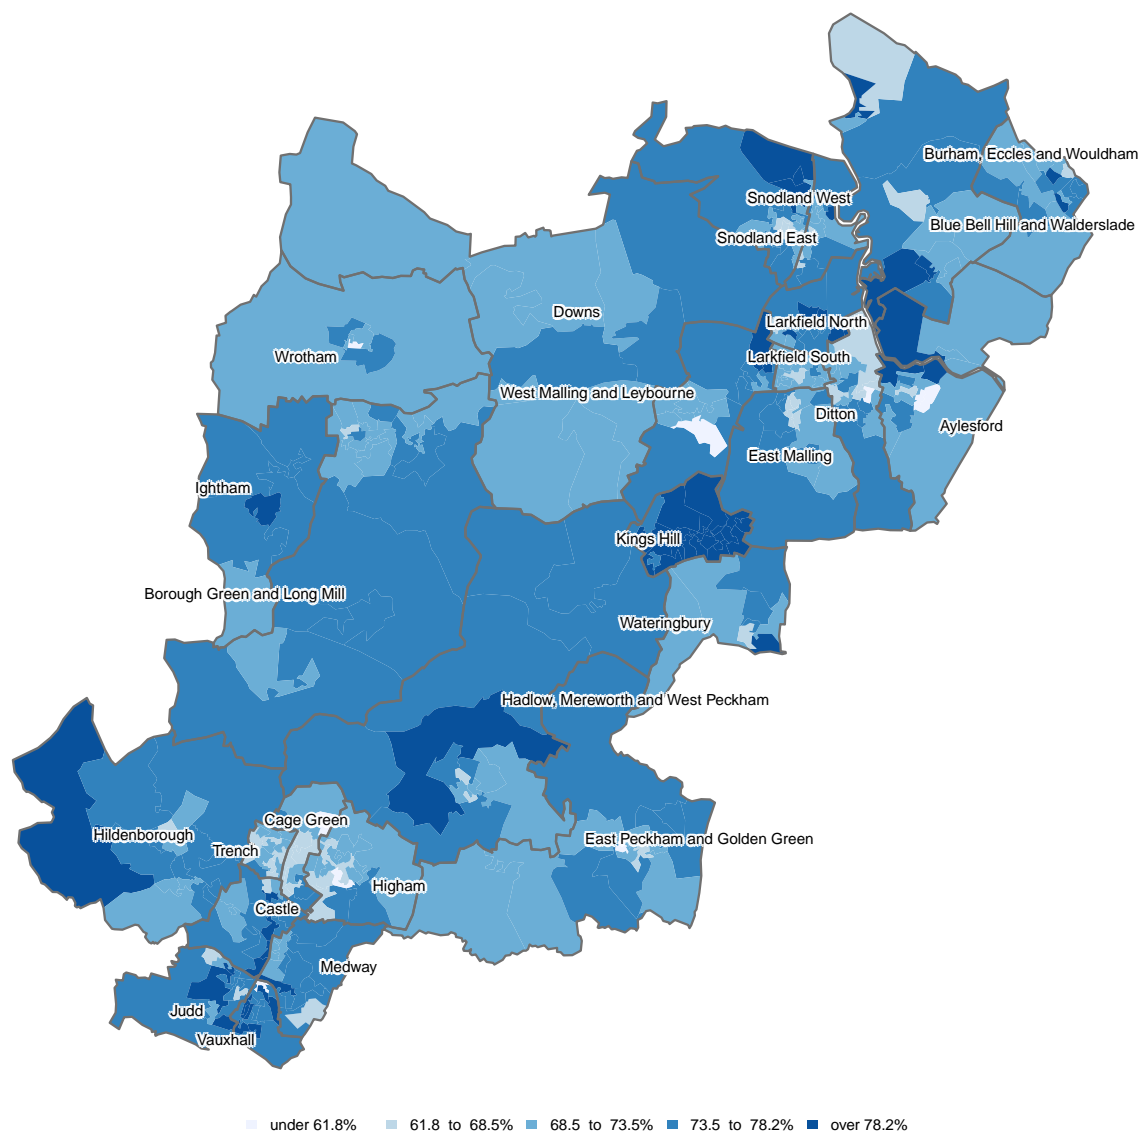 Burham, Eccles and Wouldham
Snodland West
Blue Bell Hill and Walderslade
Snodland East
Downs
Larkfield North
Wrotham
Larkfield South
West Malling and Leybourne
Ditton
Aylesford
East Malling
Ightham
Kings Hill
Borough Green and Long Mill
Wateringbury
Hadlow, Mereworth and West Peckham
Cage Green
Hildenborough
East Peckham and Golden Green
Trench
Higham
Castle
Medway
Judd
Vauxhall
under 61.8% 61.8 to 68.5% 68.5 to 73.5% 73.5 to 78.2% over 78.2%